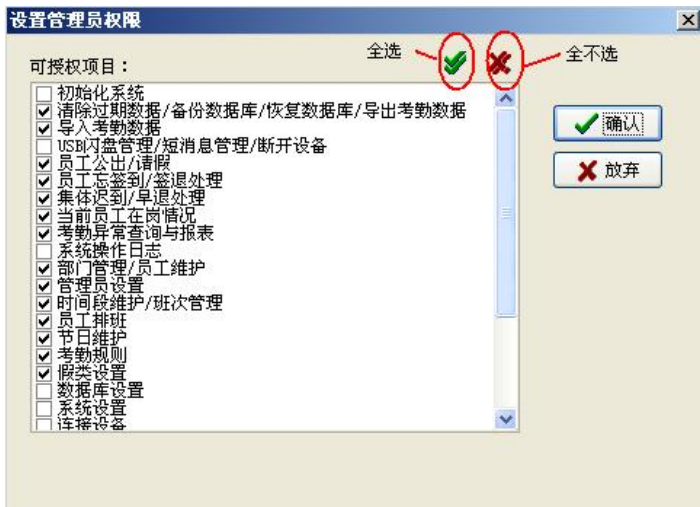 设置管理员权限
全选
全不选
可授权项目：
初始化系统
清除过期数据/备份数据库/恢复数据库/导出考勤数据
导入考勤数据
USB闪盘管理/短消息管理/断开设备
员工公出/请假
员工忘签到/签退处理
集体迟到/早退处理
当前员工在岗情况
考勤异常查询与报表
系统操作日志
部门管理/员工维护
管理员设置
时间段维护/班次管理
员工排班
节日维护
考勤规则
假类设置
数据库设置
系统设置
连接设备
确认
放弃